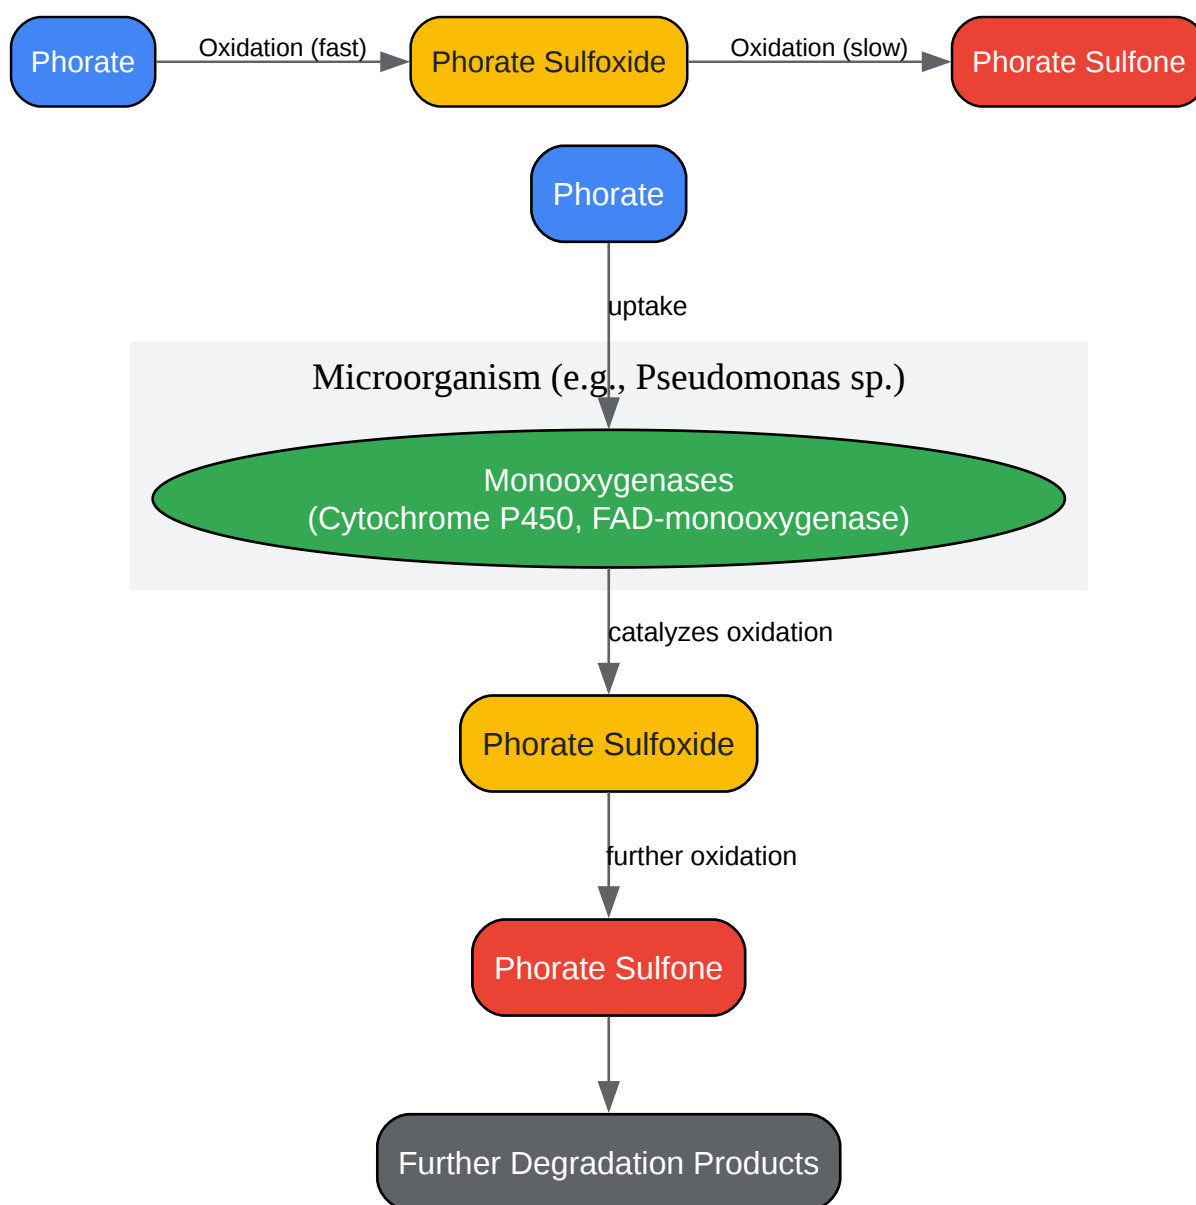 Phorate
Oxidation (fast)
Phorate Sulfoxide
Oxidation (slow)
Phorate Sulfone
Phorate
uptake
Microorganism (e.g., Pseudomonas sp.)
Monooxygenases
(Cytochrome P450, FAD-monooxygenase)
catalyzes oxidation
Phorate Sulfoxide
further oxidation
Phorate Sulfone
Further Degradation Products